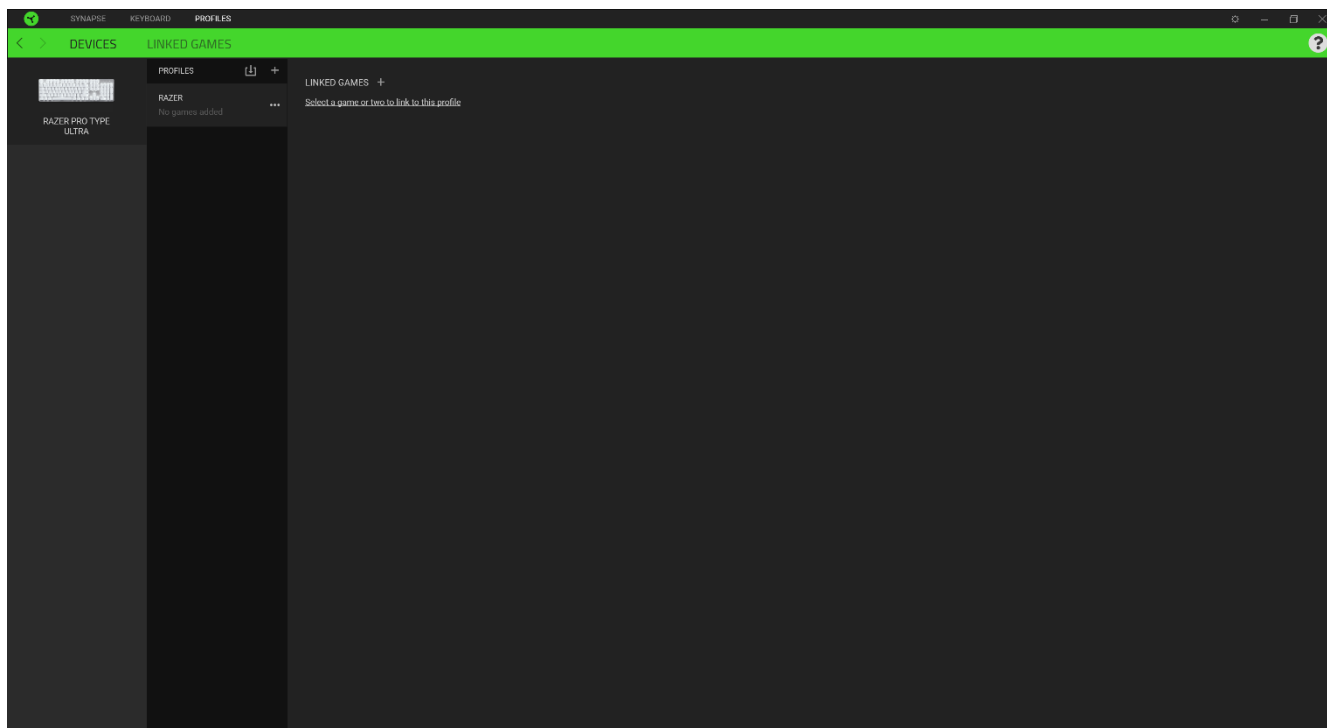 SYNAPSE KEYBOARD PROFILES
DEVICES LINKED GAMES ?
RAZER PRO TYPE
ULTRA
PROFILES +
RAZER
No games added
LINKED GAMES +
Select a game or two to link to this profile